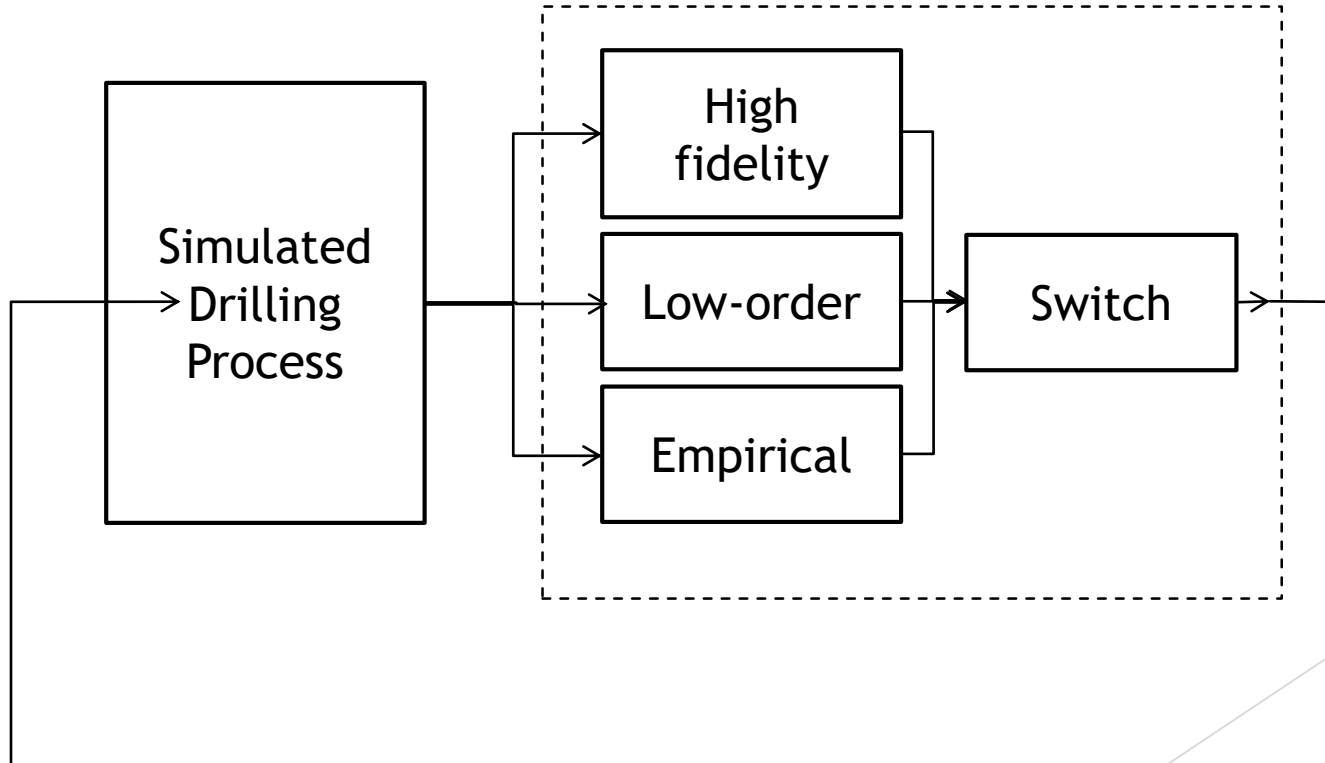 Simulated
Drilling
Process
High
fidelity
Low-order
Empirical
Switch